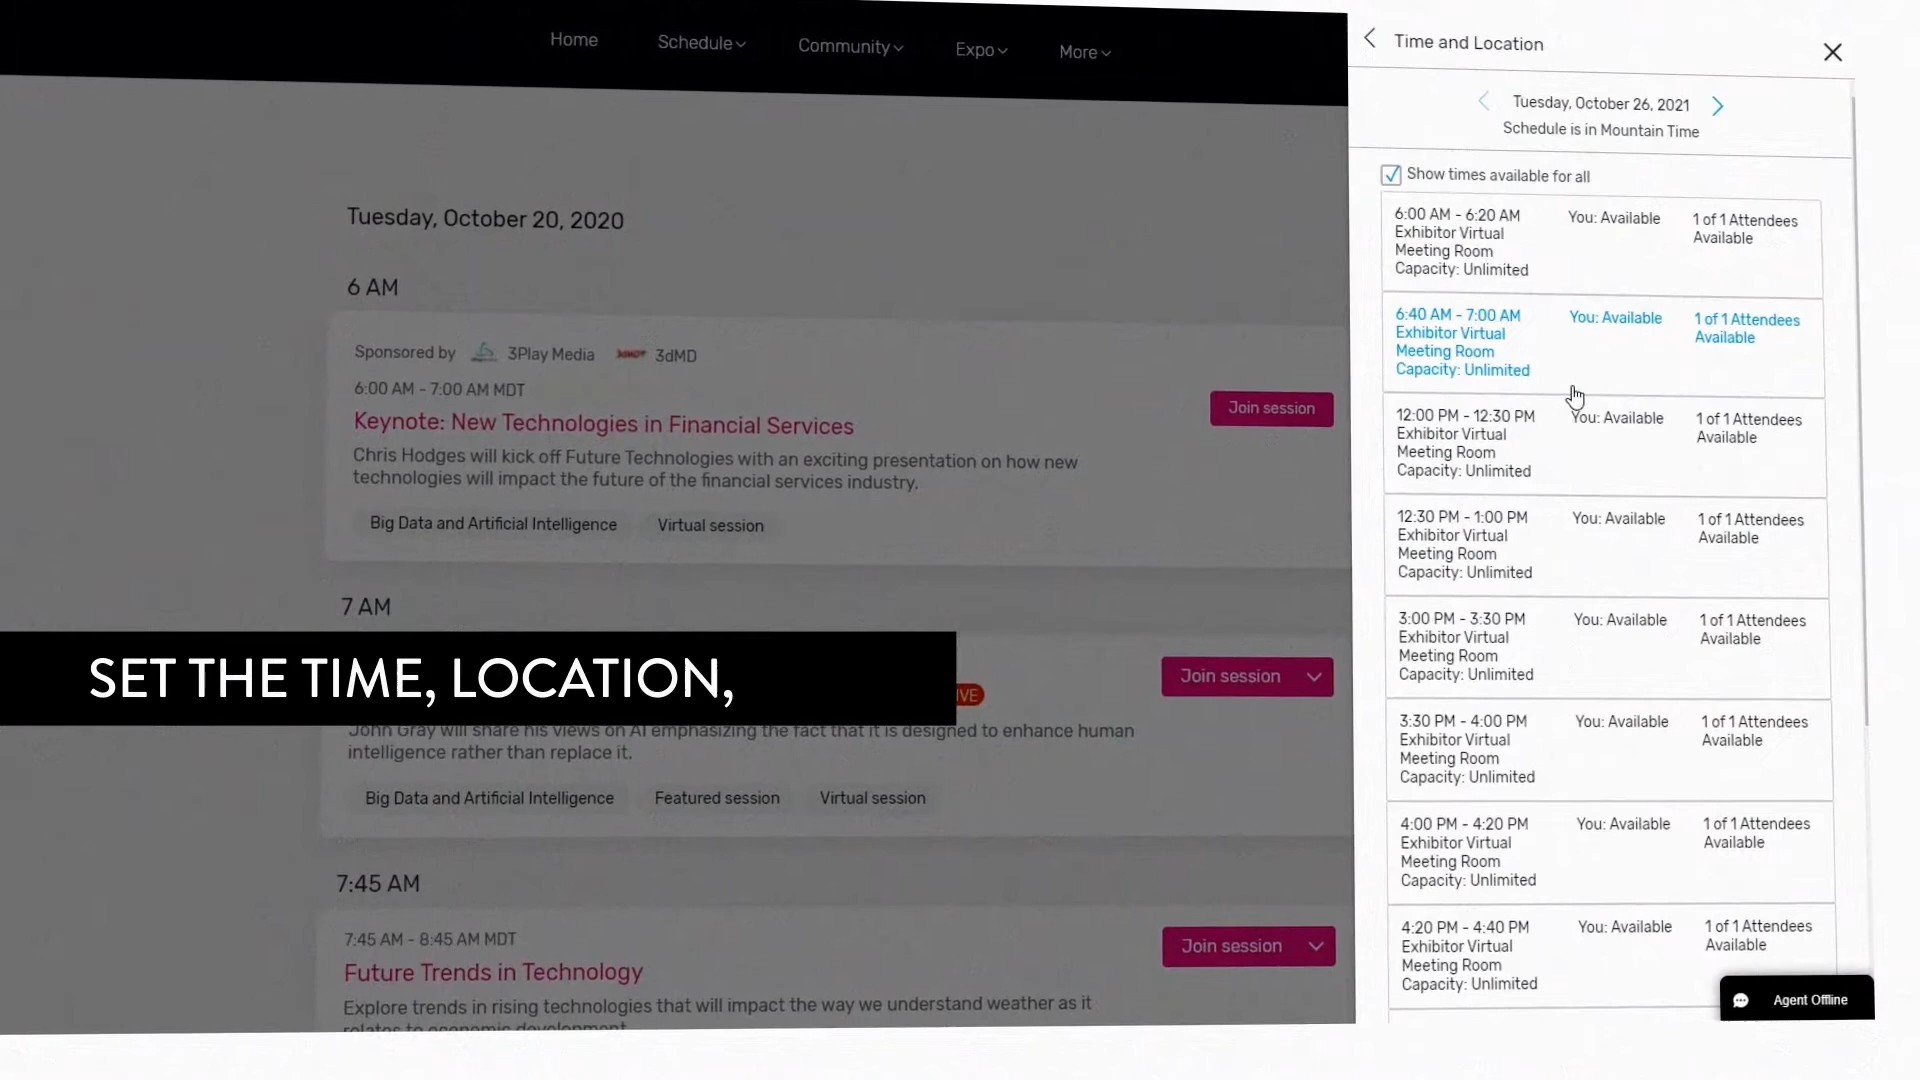 Home
Schedule
Community
Expo
More
Tuesday, October 20, 2020
6 AM
Sponsored by 3Play Media 3dMD
6:00 AM - 7:00 AM MDT
Keynote: New Technologies in Financial Services
Join session
Chris Hodges will kick off Future Technologies with an exciting presentation on how new
technologies will impact the future of the financial services industry.
Big Data and Artificial Intelligence
Virtual session
7 AM
SET THE TIME, LOCATION,
Join session
John Gray will share his views on AI emphasizing the fact that it is designed to enhance human
intelligence rather than replace it.
Big Data and Artificial Intelligence
Featured session
Virtual session
7:45 AM
7:45 AM - 8:45 AM MDT
Future Trends in Technology
Join session
Explore trends in rising technologies that will impact the way we understand weather as it
relates to economic development.
Time and Location
Tuesday, October 26, 2021
Schedule is in Mountain Time
Show times available for all
6:00 AM - 6:20 AM
Exhibitor Virtual
Meeting Room
Capacity: Unlimited
You: Available
1 of 1 Attendees
Available
6:40 AM - 7:00 AM
Exhibitor Virtual
Meeting Room
Capacity: Unlimited
You: Available
1 of 1 Attendees
Available
12:00 PM - 12:30 PM
Exhibitor Virtual
Meeting Room
Capacity: Unlimited
You: Available
1 of 1 Attendees
Available
12:30 PM - 1:00 PM
Exhibitor Virtual
Meeting Room
Capacity: Unlimited
You: Available
1 of 1 Attendees
Available
3:00 PM - 3:30 PM
Exhibitor Virtual
Meeting Room
Capacity: Unlimited
You: Available
1 of 1 Attendees
Available
3:30 PM - 4:00 PM
Exhibitor Virtual
Meeting Room
Capacity: Unlimited
You: Available
1 of 1 Attendees
Available
4:00 PM - 4:20 PM
Exhibitor Virtual
Meeting Room
Capacity: Unlimited
You: Available
1 of 1 Attendees
Available
4:20 PM - 4:40 PM
Exhibitor Virtual
Meeting Room
Capacity: Unlimited
You: Available
1 of 1 Attendees
Available
Agent Offline